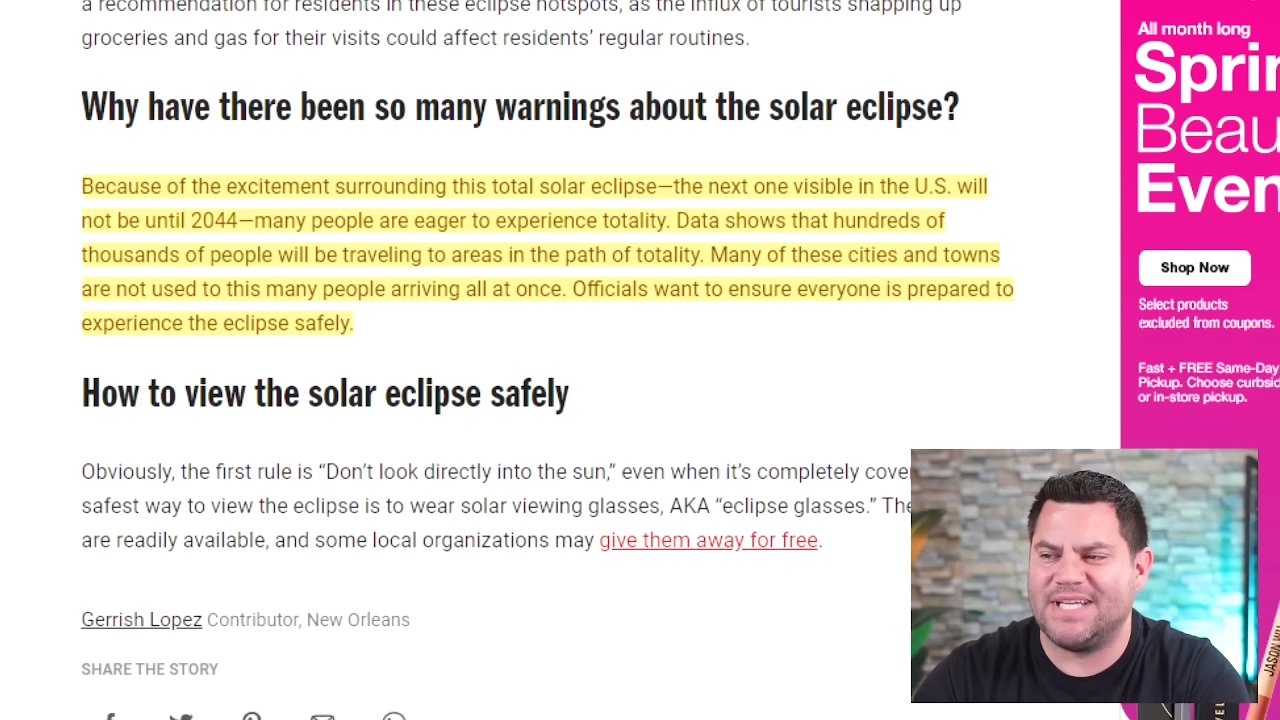 a recommendation for residents in these eclipse hotspots, as the influx of tourists snapping up
groceries and gas for their visits could affect residents’ regular routines.
Why have there been so many warnings about the solar eclipse?
Because of the excitement surrounding this total solar eclipse—the next one visible in the U.S. will
not be until 2044—many people are eager to experience totality. Data shows that hundreds of
thousands of people will be traveling to areas in the path of totality. Many of these cities and towns
are not used to this many people arriving all at once. Officials want to ensure everyone is prepared to
experience the eclipse safely.
How to view the solar eclipse safely
Obviously, the first rule is “Don’t look directly into the sun,” even when it’s completely cove
safest way to view the eclipse is to wear solar viewing glasses, AKA “eclipse glasses.” The
are readily available, and some local organizations may give them away for free.
Gerrish Lopez Contributor, New Orleans
SHARE THE STORY
All month long
Sprin
Beau
Even
Shop Now
Select products
excluded from coupons.
Fast + FREE Same-Day
Pickup. Choose curbsid
or in-store pickup.
JASON WU